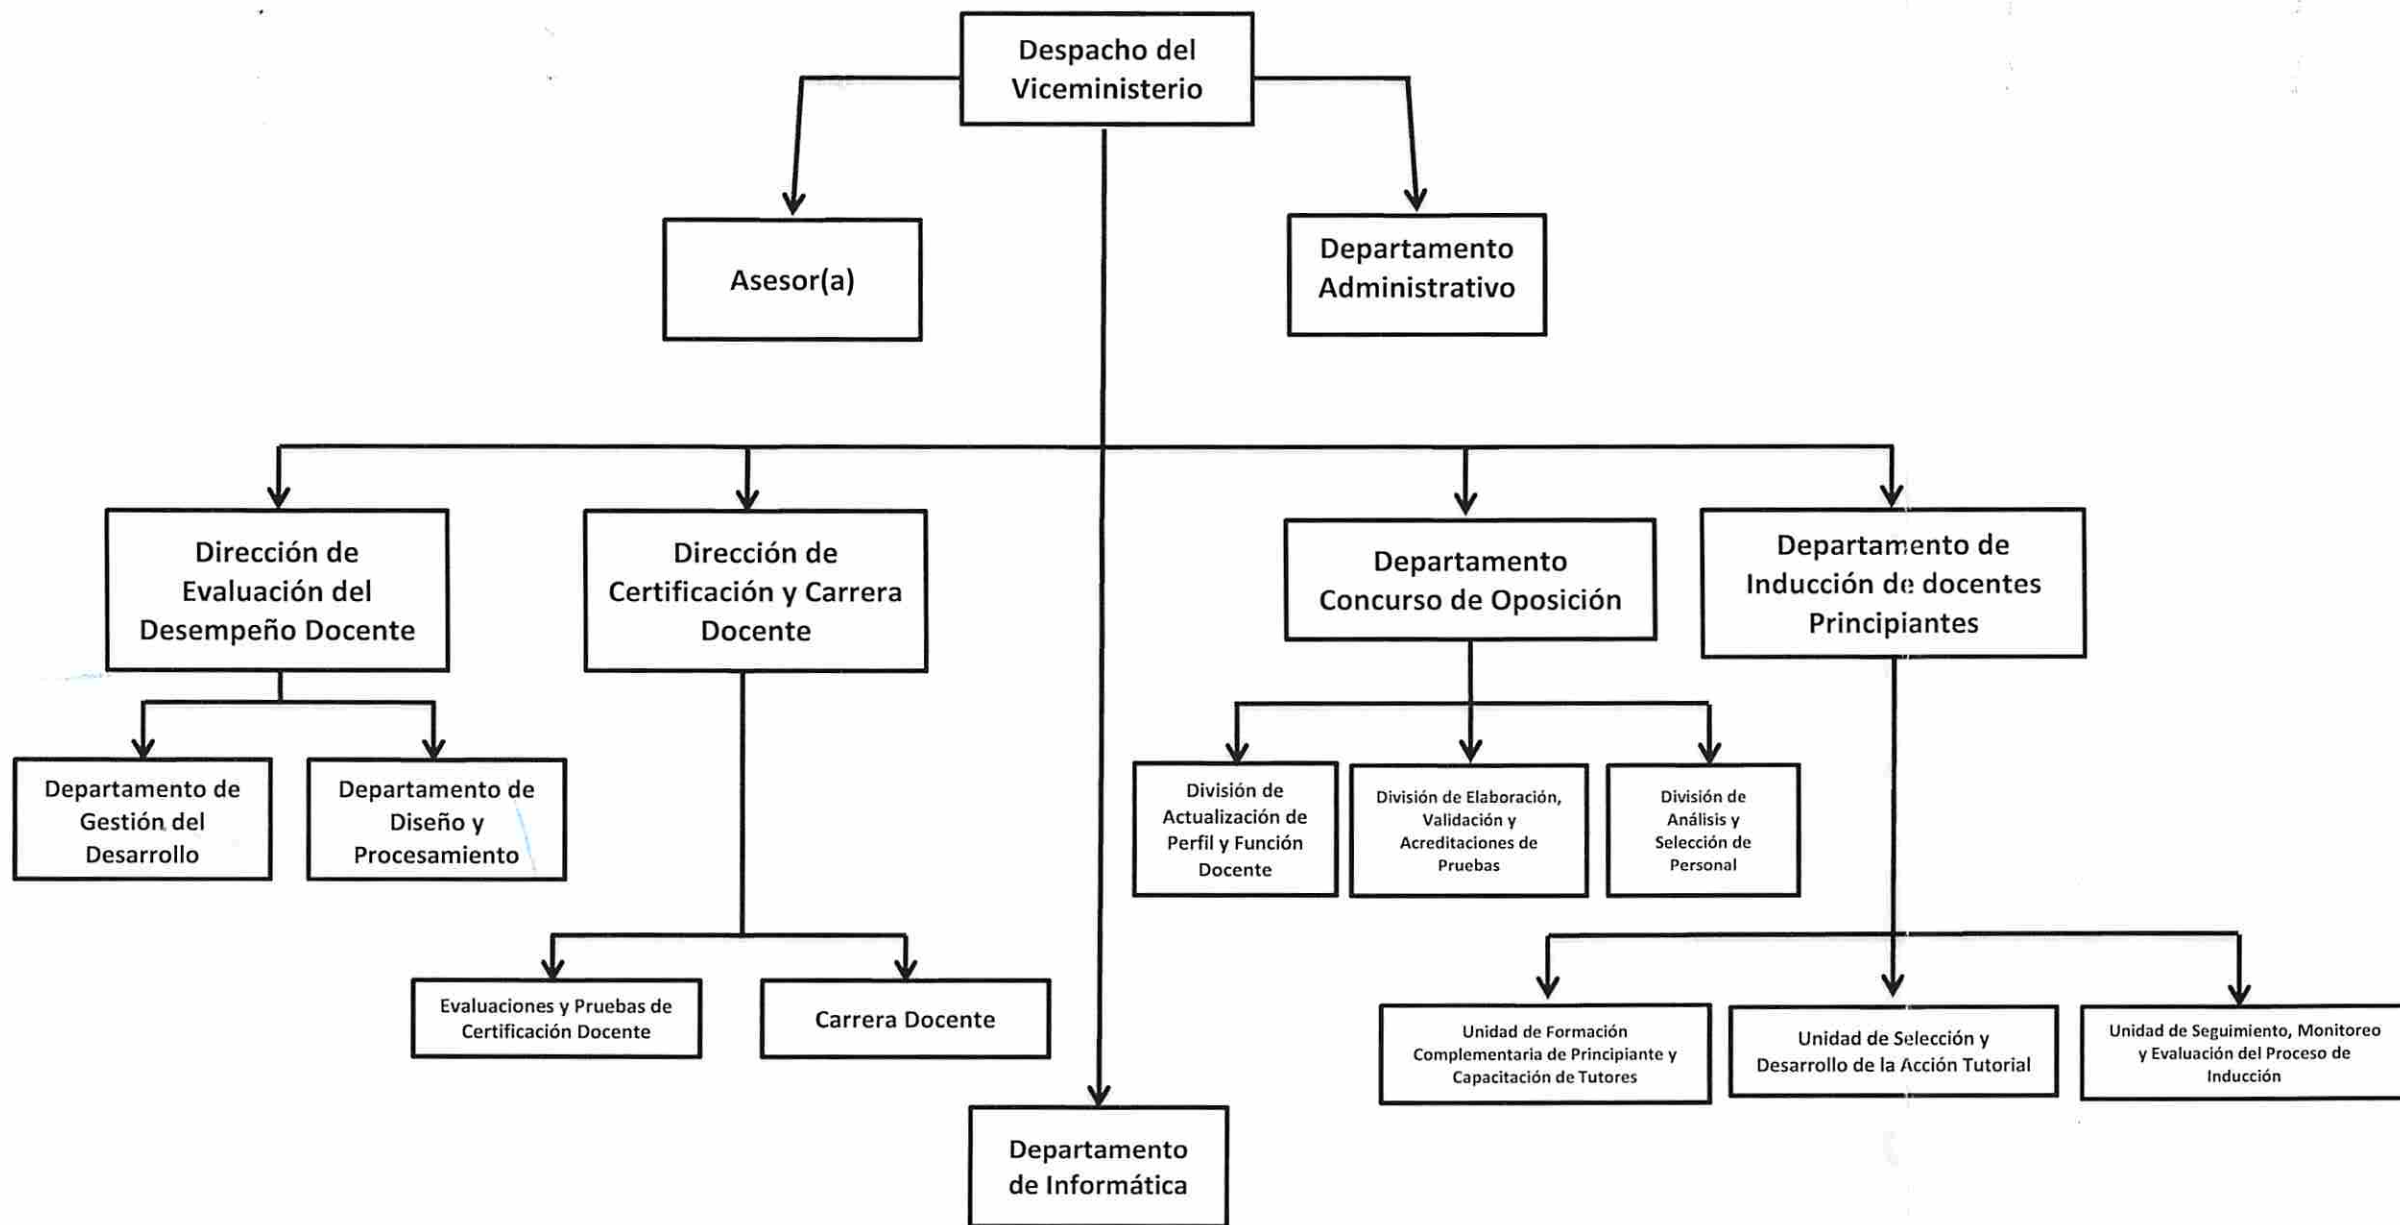 Despacho del
Viceministerio
Asesor(a)
Departamento
Administrativo
Dirección de
Evaluación del
Desempeño Docente
Dirección de
Certificación y Carrera
Docente
Departamento
Concurso de Oposición
Departamento de
Inducción de docentes
Principiantes
Departamento de
Gestión del
Desarrollo
Departamento de
Diseño y
Procesamiento
División de
Actualización de
Perfil y Función
Docente
División de Elaboración,
Validación y
Acreditaciones de
Pruebas
División de
Análisis y
Selección de
Personal
Evaluaciones y Pruebas de
Certificación Docente
Carrera Docente
Unidad de Formación
Complementaria de Principiante y
Capacitación de Tutores
Unidad de Selección y
Desarrollo de la Acción Tutorial
Unidad de Seguimiento, Monitoreo
y Evaluación del Proceso de
Inducción
Departamento
de Informática